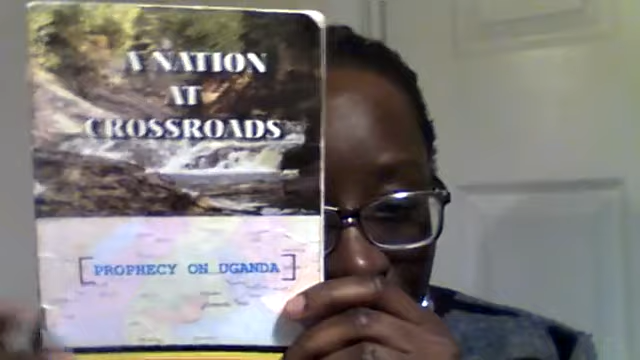 A NATION
AT
CROSSROADS
[PROPHECY ON UGANDA]